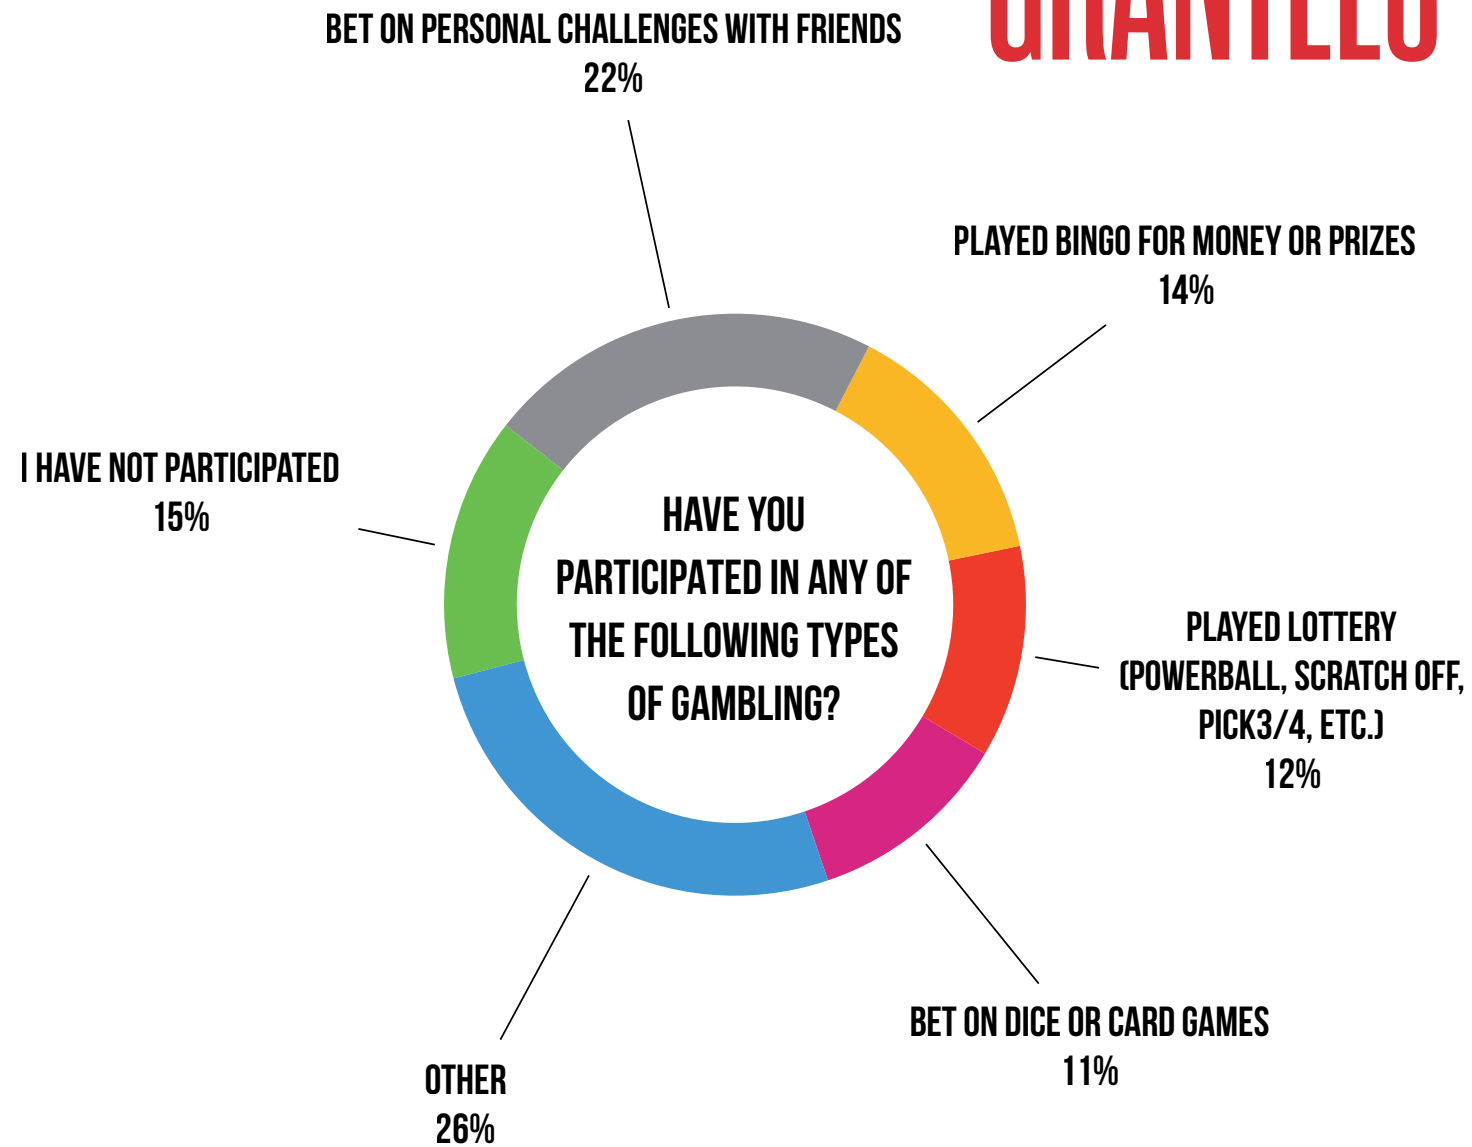 BET ON PERSONAL CHALLENGES WITH FRIENDS
22%
PLAYED BINGO FOR MONEY OR PRIZES
14%
I HAVE NOT PARTICIPATED
15%
HAVE YOU
PARTICIPATED IN ANY OF
THE FOLLOWING TYPES
OF GAMBLING?
PLAYED LOTTERY
(POWERBALL, SCRATCH OFF,
PICK3/4, ETC.)
12%
BET ON DICE OR CARD GAMES
11%
OTHER
26%